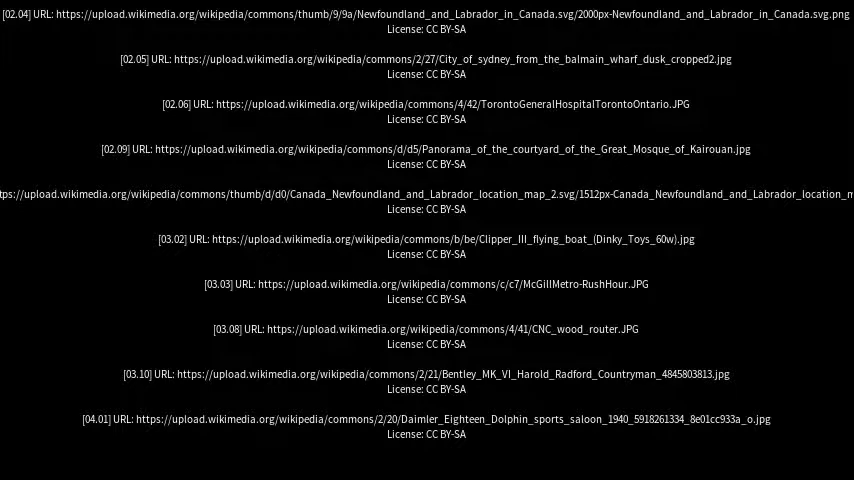 [02.04] URL: https://upload.wikimedia.org/wikipedia/commons/thumb/9/9a/Newfoundland_and_Labrador_in_Canada.svg/2000px-Newfoundland_and_Labrador_in_Canada.svg.png
License: CC BY-SA
[02.05] URL: https://upload.wikimedia.org/wikipedia/commons/2/27/City_of_sydney_from_the_balmain_wharf_dusk_cropped2.jpg
License: CC BY-SA
[02.06] URL: https://upload.wikimedia.org/wikipedia/commons/4/42/TorontoGeneralHospitalTorontoOntario.JPG
License: CC BY-SA
[02.09] URL: https://upload.wikimedia.org/wikipedia/commons/d/d5/Panorama_of_the_courtyard_of_the_Great_Mosque_of_Kairouan.jpg
License: CC BY-SA
tps://upload.wikimedia.org/wikipedia/commons/thumb/d/d0/Canada_Newfoundland_and_Labrador_location_map_2.svg/1512px-Canada_Newfoundland_and_Labrador_location_m
License: CC BY-SA
[03.02] URL: https://upload.wikimedia.org/wikipedia/commons/b/be/Clipper_III_flying_boat_(Dinky_Toys_60w).jpg
License: CC BY-SA
[03.03] URL: https://upload.wikimedia.org/wikipedia/commons/c/c7/McGillMetro-RushHour.JPG
License: CC BY-SA
[03.08] URL: https://upload.wikimedia.org/wikipedia/commons/4/41/CNC_wood_router.JPG
License: CC BY-SA
[03.10] URL: https://upload.wikimedia.org/wikipedia/commons/2/21/Bentley_MK_VI_Harold_Radford_Countryman_4845803813.jpg
License: CC BY-SA
[04.01] URL: https://upload.wikimedia.org/wikipedia/commons/2/20/Daimler_Eighteen_Dolphin_sports_saloon_1940_5918261334_8e01cc933a_o.jpg
License: CC BY-SA